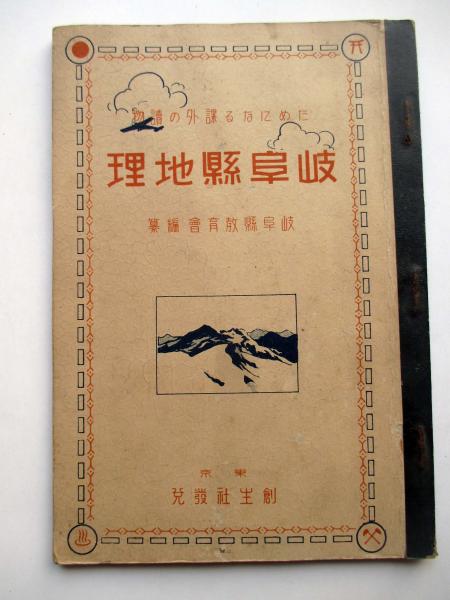 ためになる課外の讀物
岐阜縣地理
岐阜縣教育會編纂
東京
創生社發兌